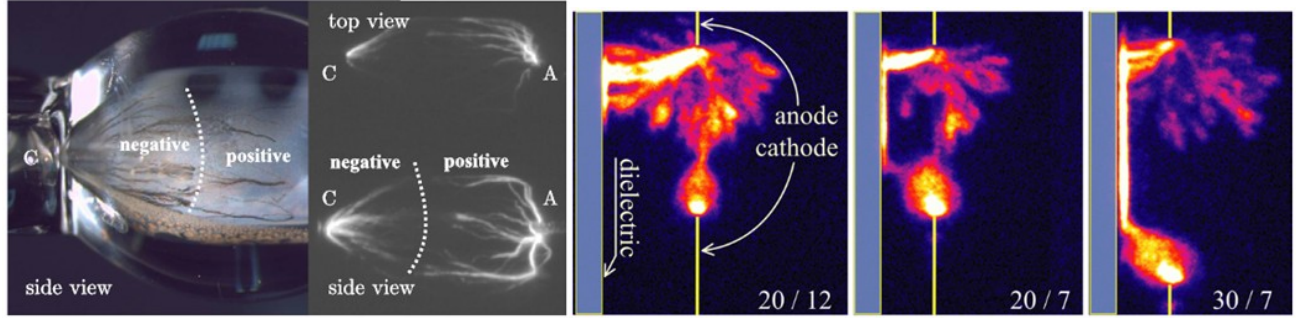 C
negative
positive
side view
top view
C
A
negative
positive
C
A
side view
anode
cathode
dielectric
20 / 12
20 / 7
30 / 7